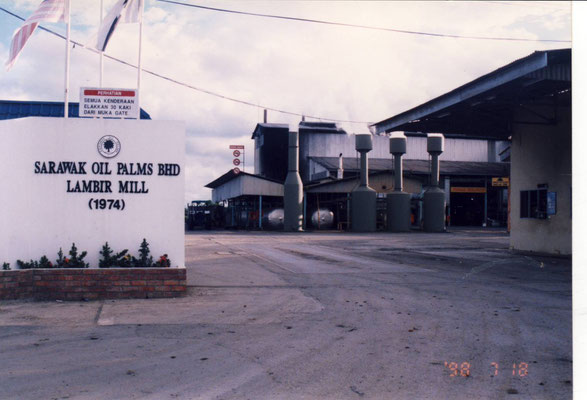 PERHATIAN
SEMUA KENDERAAN
ELAKKAN 30 KAKI
DARI MUKA GATE
SARAWAK OIL PALMS BHD
LAMBIR MILL
(1974)
'98 7 18